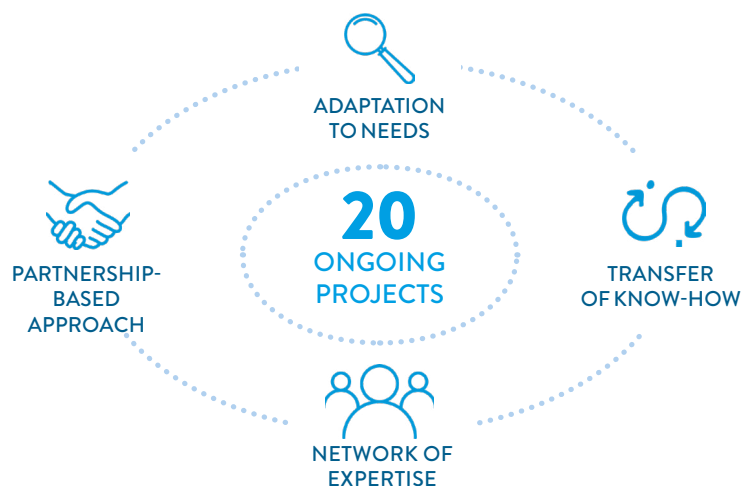 ADAPTATION
TO NEEDS
PARTNERSHIP-
BASED
APPROACH
20
ONGOING
PROJECTS
TRANSFER
OF KNOW-HOW
NETWORK OF
EXPERTISE